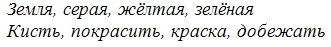 Земля, серая, жёлтая, зелёная
Кисть, покрасить, краска, добежать